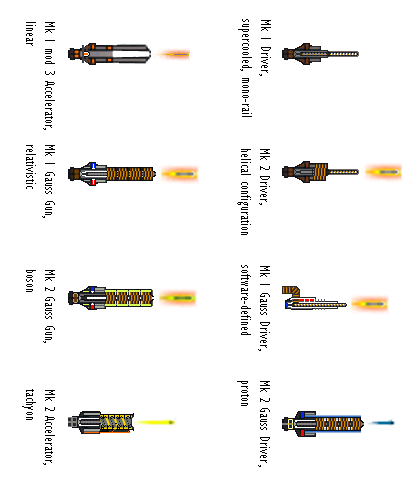 Mk 1 Driver,
supercooled, mono-rail
Mk 2 Driver,
helical configuration
Mk 1 Gauss Driver,
software-defined
Mk 2 Gauss Driver,
proton
Mk 1 mod 3 Accelerator,
linear
Mk 1 Gauss Gun,
relativistic
Mk 2 Gauss Gun,
boson
Mk 2 Accelerator,
tachyon